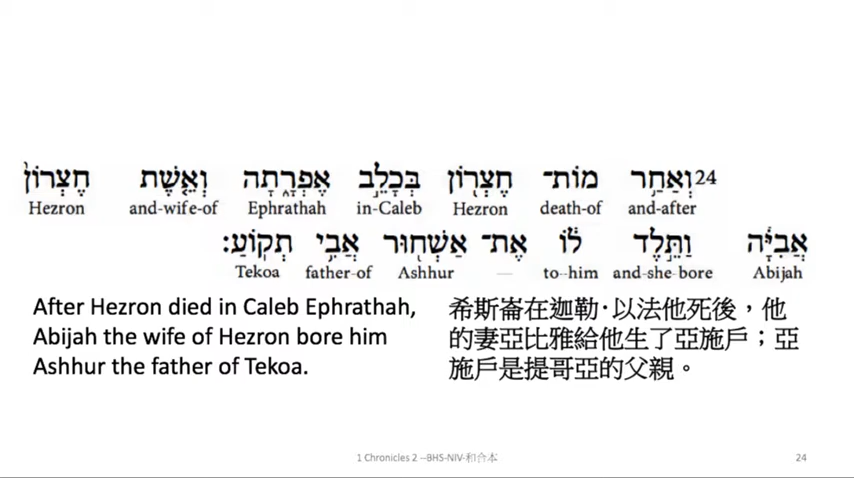 24 וְאַחַ֥ר מוֹת־ חֶצְר֖וֹן בְּכָלֵ֣ב אֶפְרָ֑תָה וְאֵ֤שֶׁת חֶצְרוֹן֙
and-after death-of Hezron in-Caleb Ephrathah and-wife-of Hezron
אֲבִיָּ֔ה וַתֵּ֣לֶד ל֔וֹ אֶת־ אַשְׁח֖וּר אֲבִ֥י תְקֽוֹעַ׃
Abijah and-she-bore to--him — Ashhur father-of Tekoa
After Hezron died in Caleb Ephrathah,
Abijah the wife of Hezron bore him
Ashhur the father of Tekoa.
希斯崙在迦勒·以法他死後，他
的妻亞比雅給他生了亞施戶；亞
施戶是提哥亞的父親。
1 Chronicles 2 --BHS-NIV-和合本
24